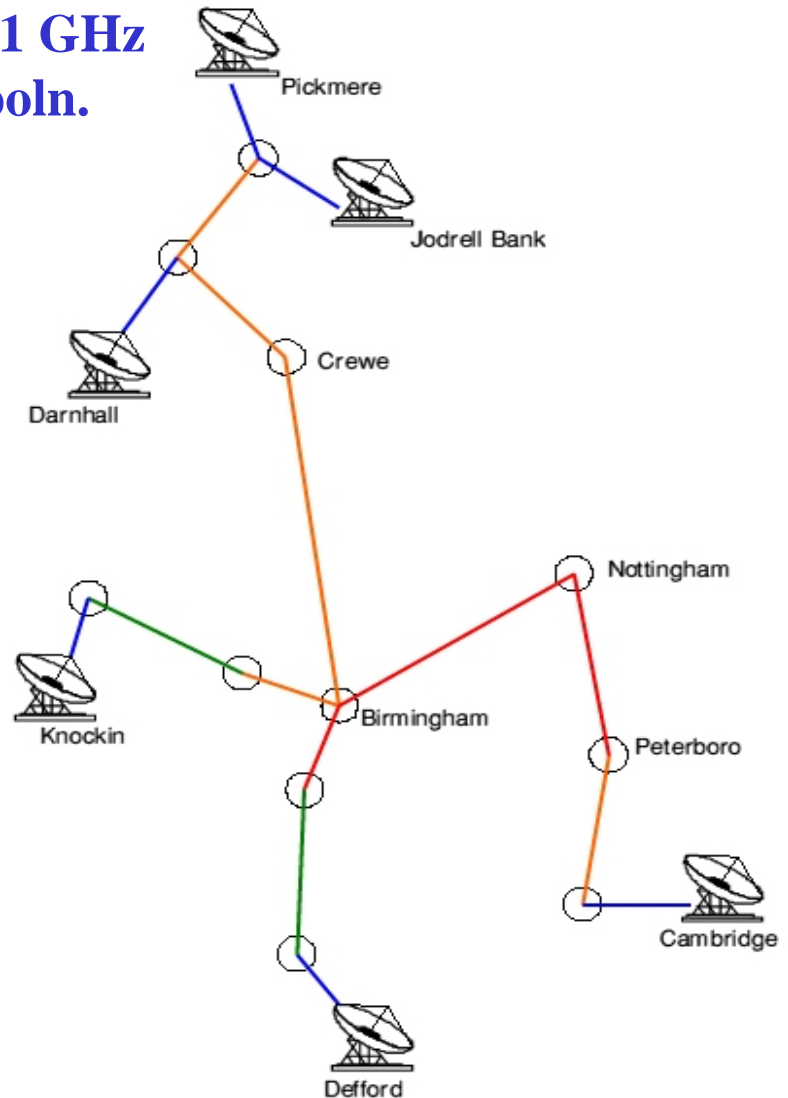 1 GHz
oln.
Pickmere
Jodrell Bank
Crewe
Darnhall
Nottingham
Birmingham
Knockin
Peterboro
Cambridge
Defford